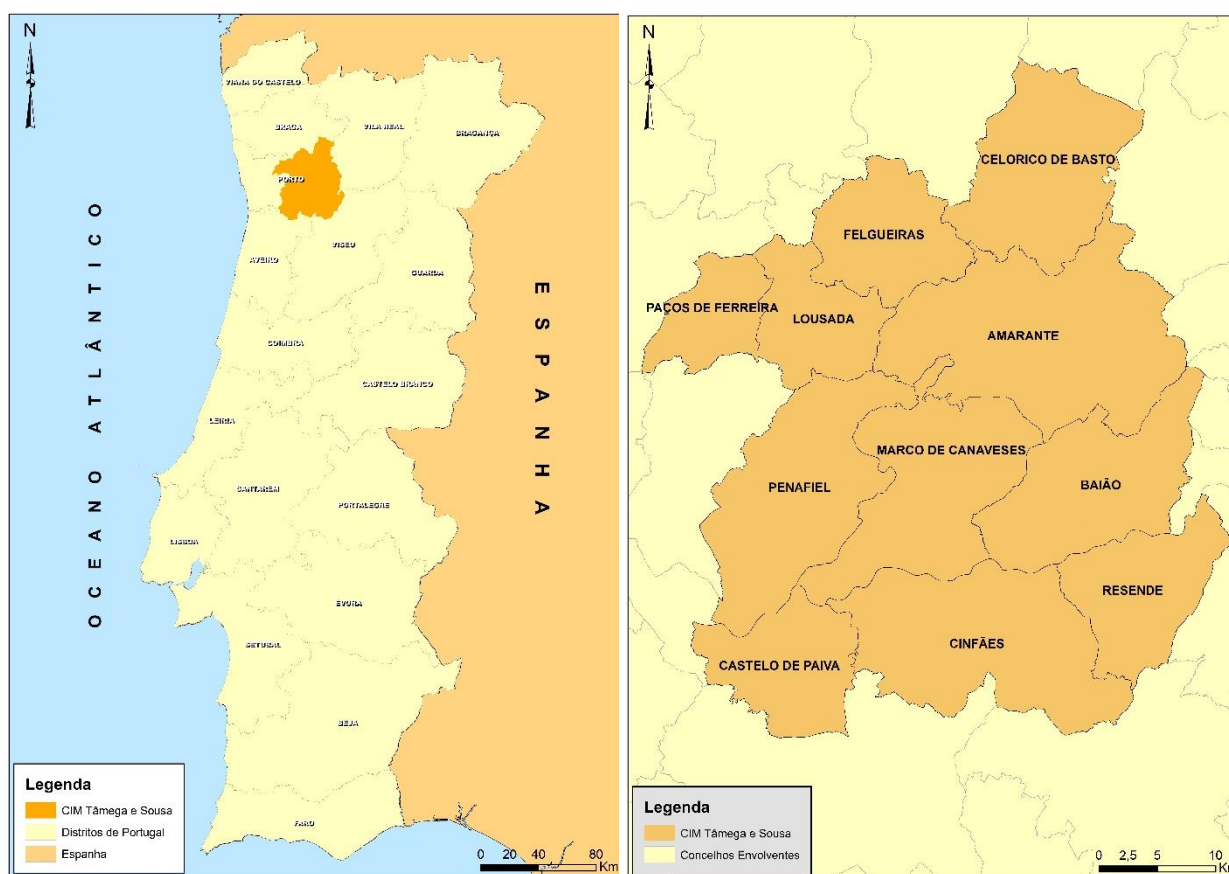 N
VIANA DO CASTELO
BRAGA
VILA REAL
BRAGANÇA
PORTO
AVEIRO
VISEU
GUARDA
COIMBRA
CASTELO BRANCO
LEIRIA
SANTARÉM
PORTALEGRE
LISBOA
ÉVORA
SETÚBAL
BEJA
FARO
OCEANO ATLÂNTICO
ESPANHA
Legenda
CIM Tâmega e Sousa
Distritos de Portugal
Espanha
0 20 40 80
Km
N
CELORICO DE BASTO
FELGUEIRAS
PAÇOS DE FERREIRA
LOUSADA
AMARANTE
MARCO DE CANAVESES
PENAFIEL
BAIÃO
RESENDE
CINFÃES
CASTELO DE PAIVA
Legenda
CIM Tâmega e Sousa
Concelhos Envolventes
0 2,5 5 10